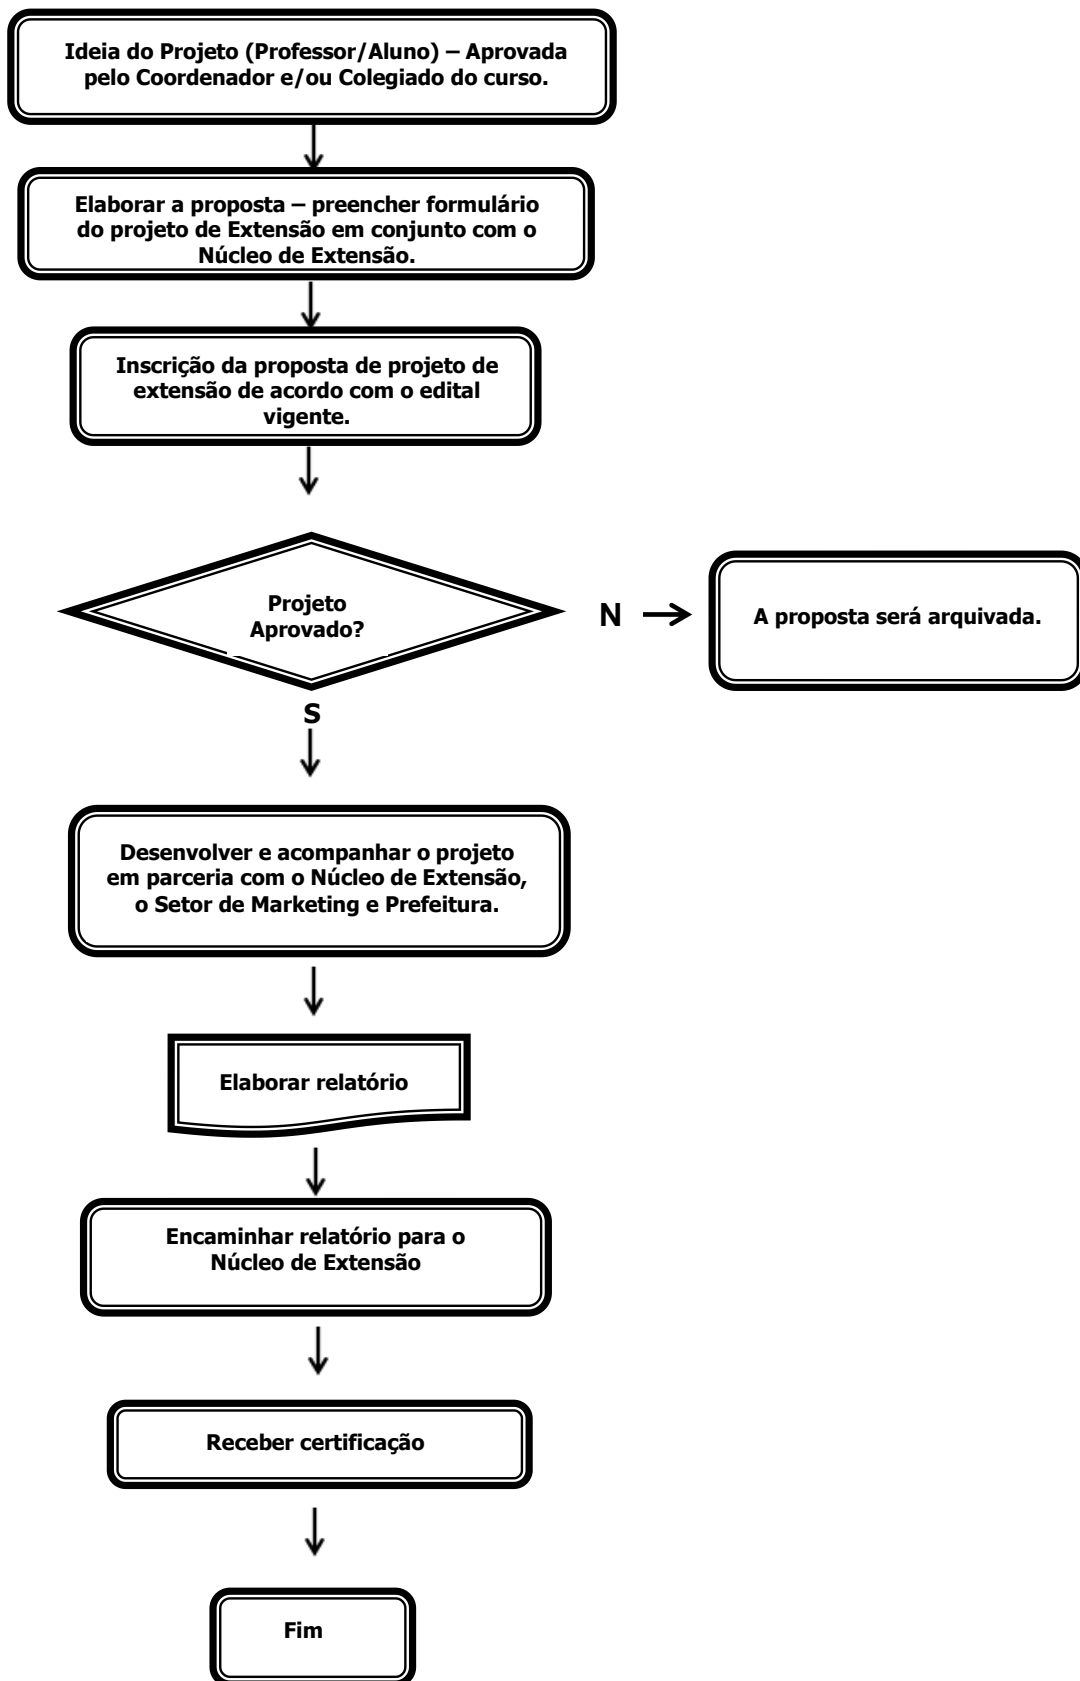 Ideia do Projeto (Professor/Aluno) – Aprovada
pelo Coordenador e/ou Colegiado do curso.
Elaborar a proposta – preencher formulário
do projeto de Extensão em conjunto com o
Núcleo de Extensão.
Inscrição da proposta de projeto de
extensão de acordo com o edital
vigente.
Projeto
Aprovado?
N
A proposta será arquivada.
S
Desenvolver e acompanhar o projeto
em parceria com o Núcleo de Extensão,
o Setor de Marketing e Prefeitura.
Elaborar relatório
Encaminhar relatório para o
Núcleo de Extensão
Receber certificação
Fim